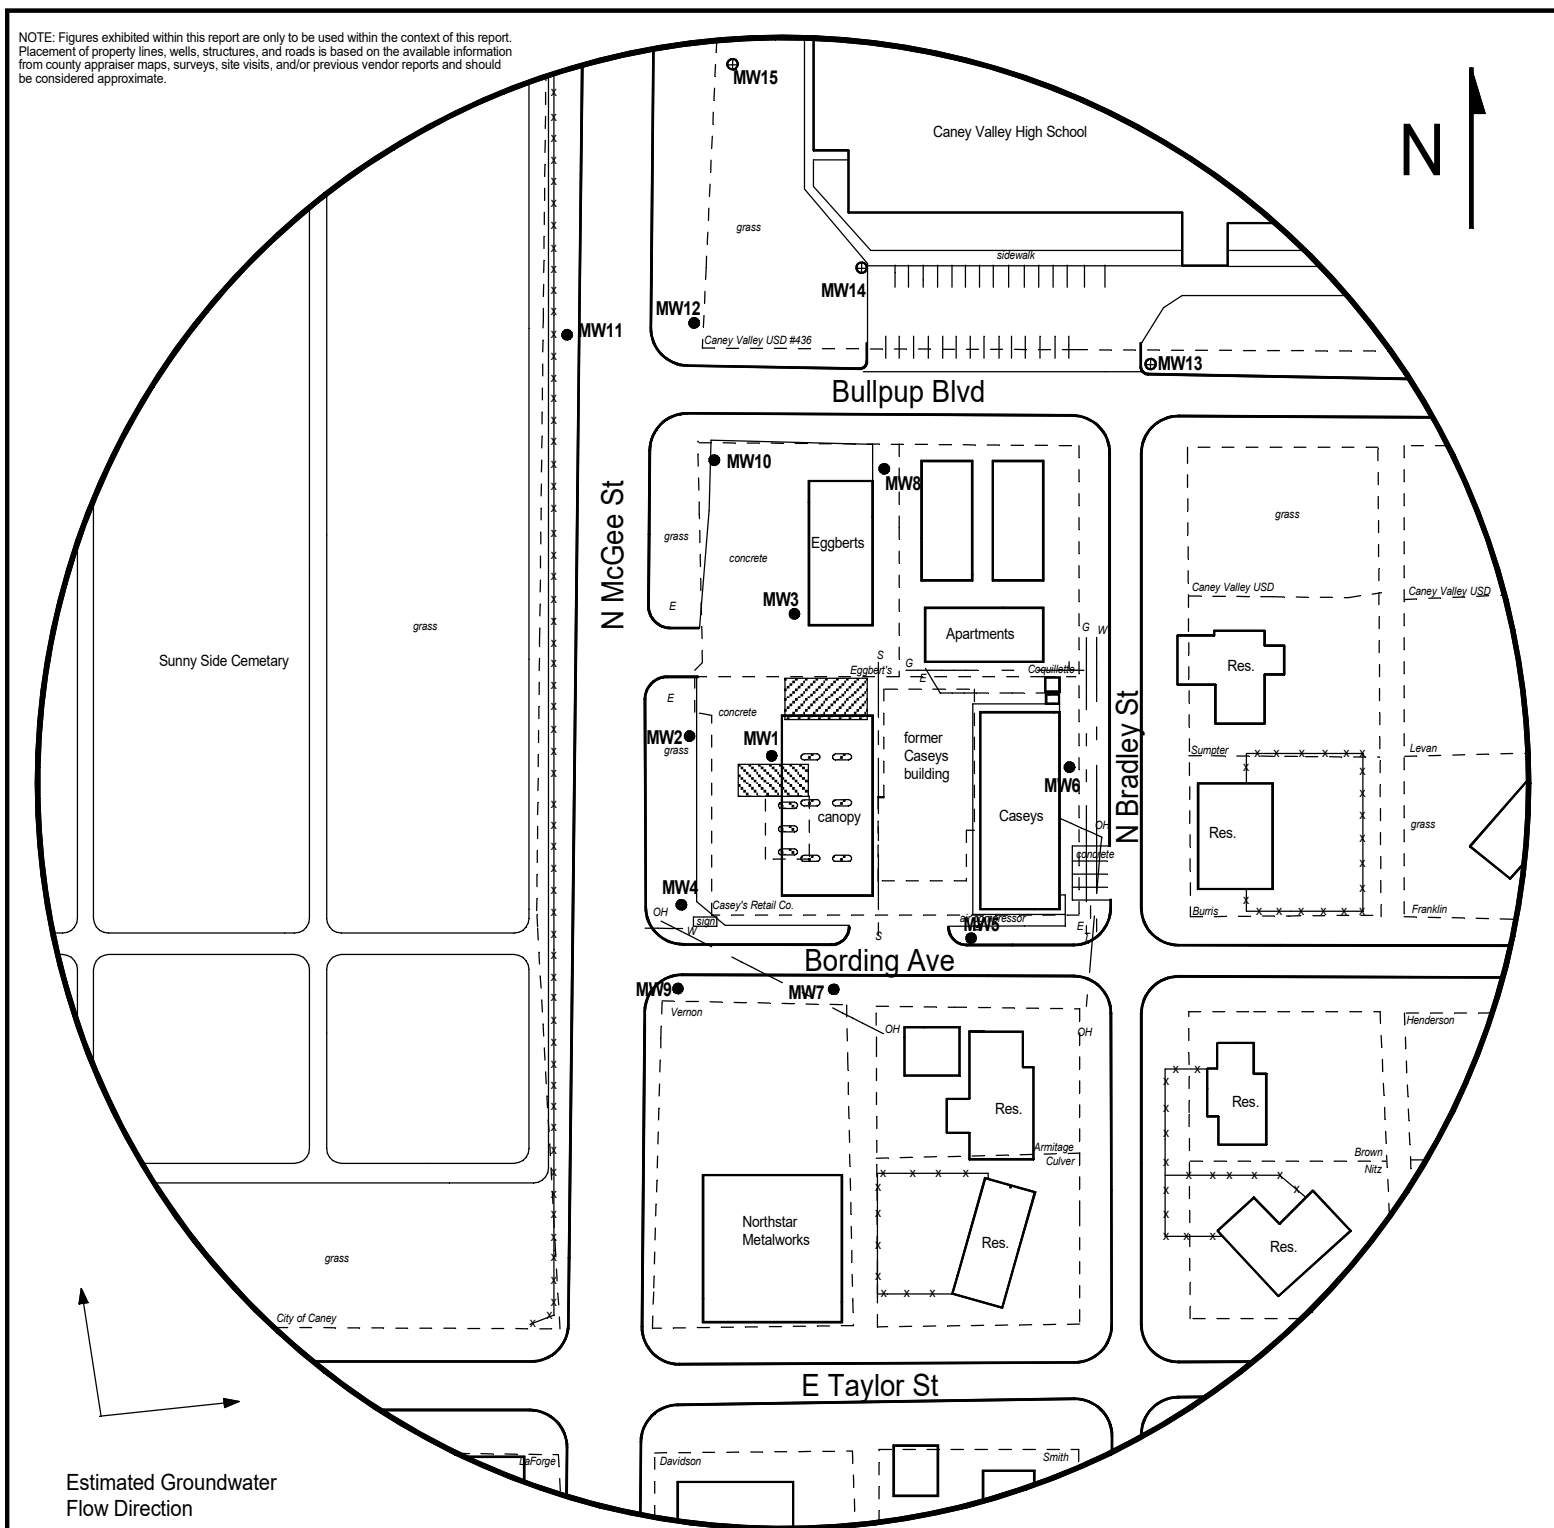 NOTE: Figures exhibited within this report are only to be used within the context of this report.
Placement of property lines, wells, structures, and roads is based on the available information
from county appraiser maps, surveys, site visits, and/or previous vendor reports and should
be considered approximate.
MW15
Caney Valley High School
N
grass
sidewalk
MW14
MW12
MW11
Caney Valley USD #436
MW13
Bullpup Blvd
MW10
MW8
N McGee St
grass
concrete
Eggberts
grass
E
MW3
Caney Valley USD
Caney Valley USD
grass
Sunny Side Cemetary
Apartments
G
W
S
G
Eggbert's
E
Coquillette
Res.
E
concrete
MW2
grass
MW1
former
Caseys
building
MW6
N Bradley St
Sumpter
Levan
canopy
Caseys
OH
concrete
Res.
grass
MW4
OH
Casey's Retail Co.
sign
W
S
air compressor
MW5
E
Burris
Franklin
Bording Ave
MW9
MW7
Vernon
OH
OH
Henderson
Res.
Res.
Armitage
Culver
Brown
Nitz
Northstar
Metalworks
Res.
Res.
grass
City of Caney
E Taylor St
LaForge
Davidson
Smith
Estimated Groundwater
Flow Direction